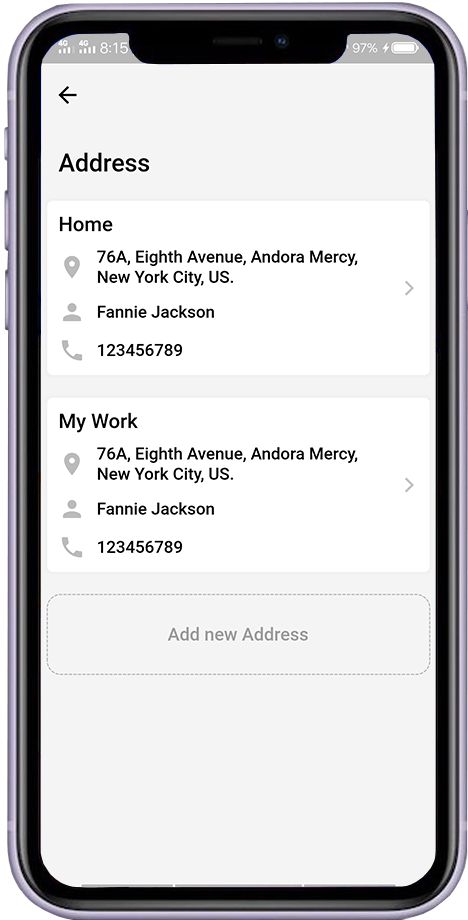 4G 4G 8:15 97%
Address
Home
76A, Eighth Avenue, Andora Mercy,
New York City, US.
Fannie Jackson
123456789
My Work
76A, Eighth Avenue, Andora Mercy,
New York City, US.
Fannie Jackson
123456789
Add new Address